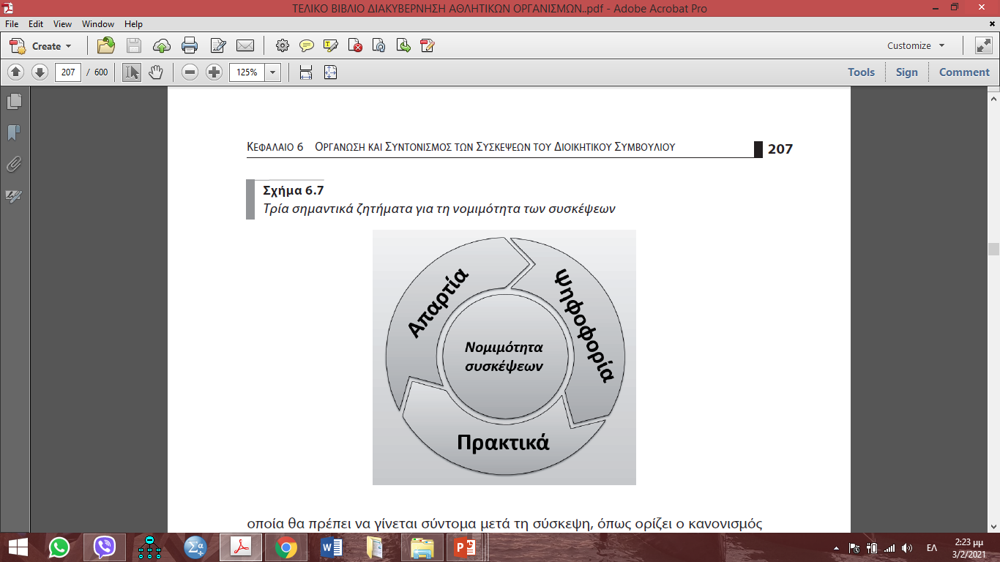 ΤΕΛΙΚΟ ΒΙΒΛΙΟ ΔΙΑΚΥΒΕΡΝΗΣΗ ΑΘΛΗΤΙΚΩΝ ΟΡΓΑΝΙΣΜΩΝ..pdf - Adobe Acrobat Pro
File Edit View Window Help
Create Customize
207 / 600 125% Tools Sign Comment
ΚΕΦΑΛΑΙΟ 6 ΟΡΓΑΝΩΣΗ ΚΑΙ ΣΥΝΤΟΝΙΣΜΟΣ ΤΩΝ ΣΥΣΚΕΨΕΩΝ ΤΟΥ ΔΙΟΙΚΗΤΙΚΟΥ ΣΥΜΒΟΥΛΙΟΥ 207
Σχήμα 6.7
Τρία σημαντικά ζητήματα για τη νομιμότητα των συσκέψεων
Απαρτία
Ψηφοφορία
Νομιμότητα
συσκέψεων
Πρακτικά
οποία θα πρέπει να γίνεται σύντομα μετά τη σύσκεψη, όπως ορίζει ο κανονισμός
ΕΛ
2:23 μμ
3/2/2021